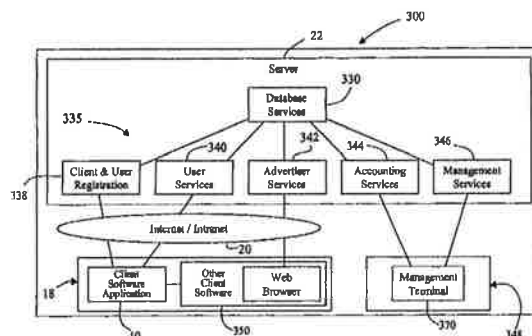 300
22
Server
330
Database
Services
335
340
342
344
346
Client & User
Registration
User
Services
Advertiser
Services
Accounting
Services
Management
Services
338
Internet / Intranet
20
18
Client
Software
Application
Other
Client
Software
Web
Browser
Management
Terminal
10
350
370
348